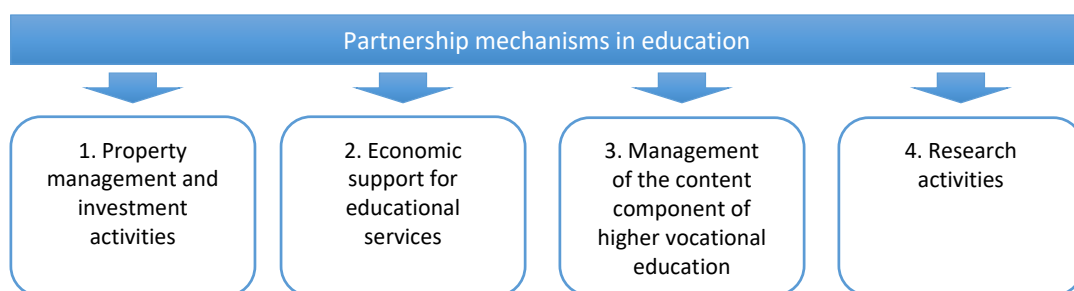 Partnership mechanisms in education
1. Property
management and
investment
activities
2. Economic
support for
educational
services
3. Management
of the content
component of
higher vocational
education
4. Research
activities